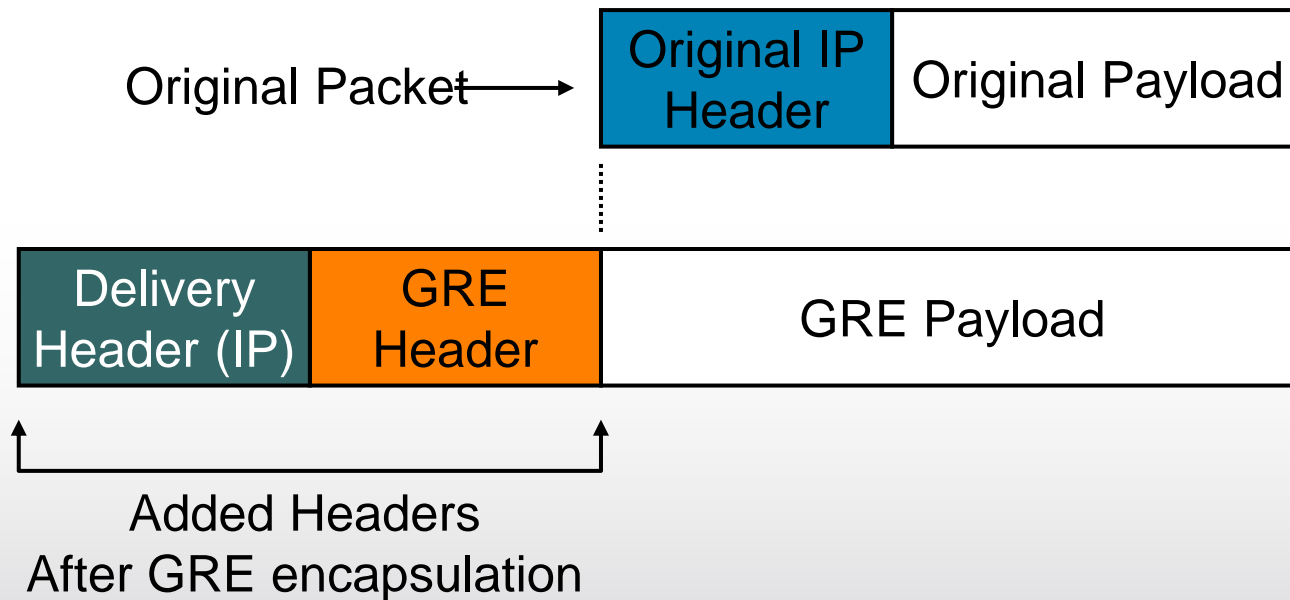 Original Packet
Original IP
Header
Original Payload
Delivery
Header (IP)
GRE
Header
GRE Payload
Added Headers
After GRE encapsulation